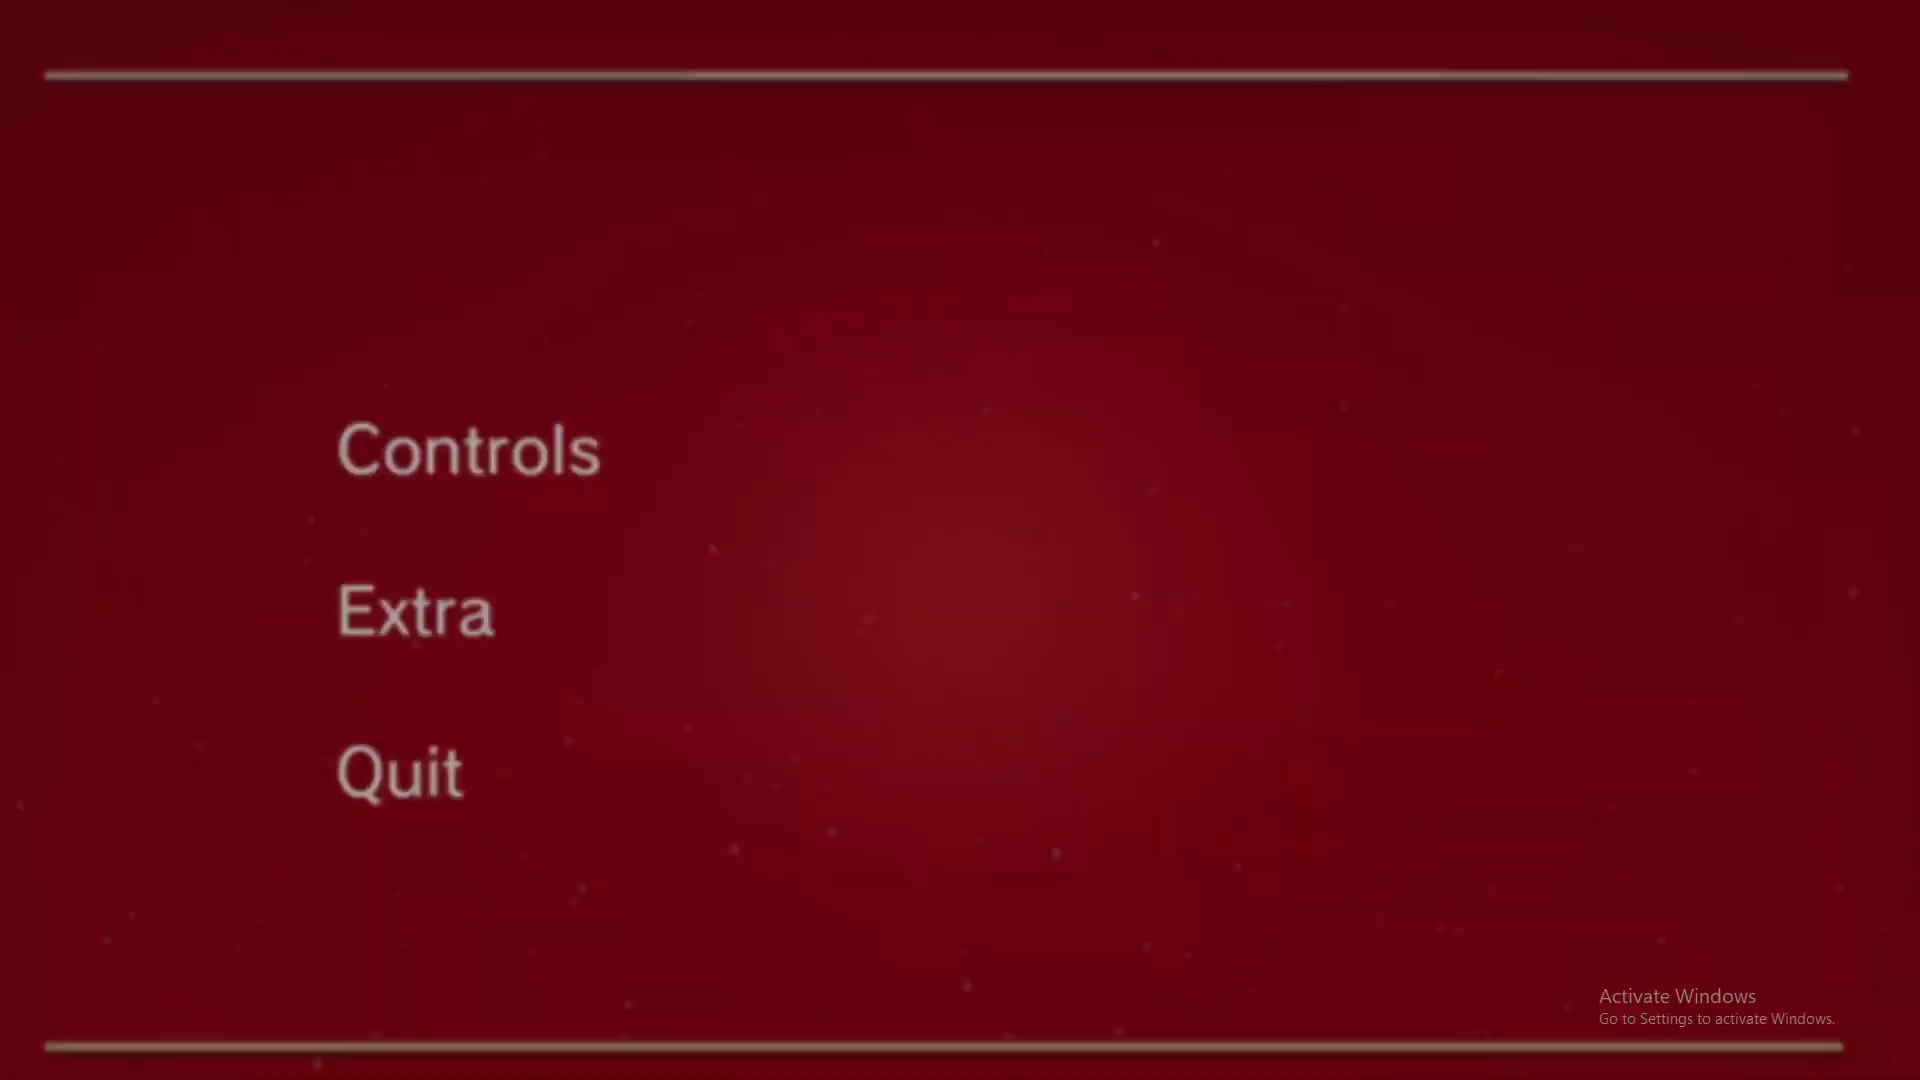 Controls
Extra
Quit
Activate Windows
Go to Settings to activate Windows.